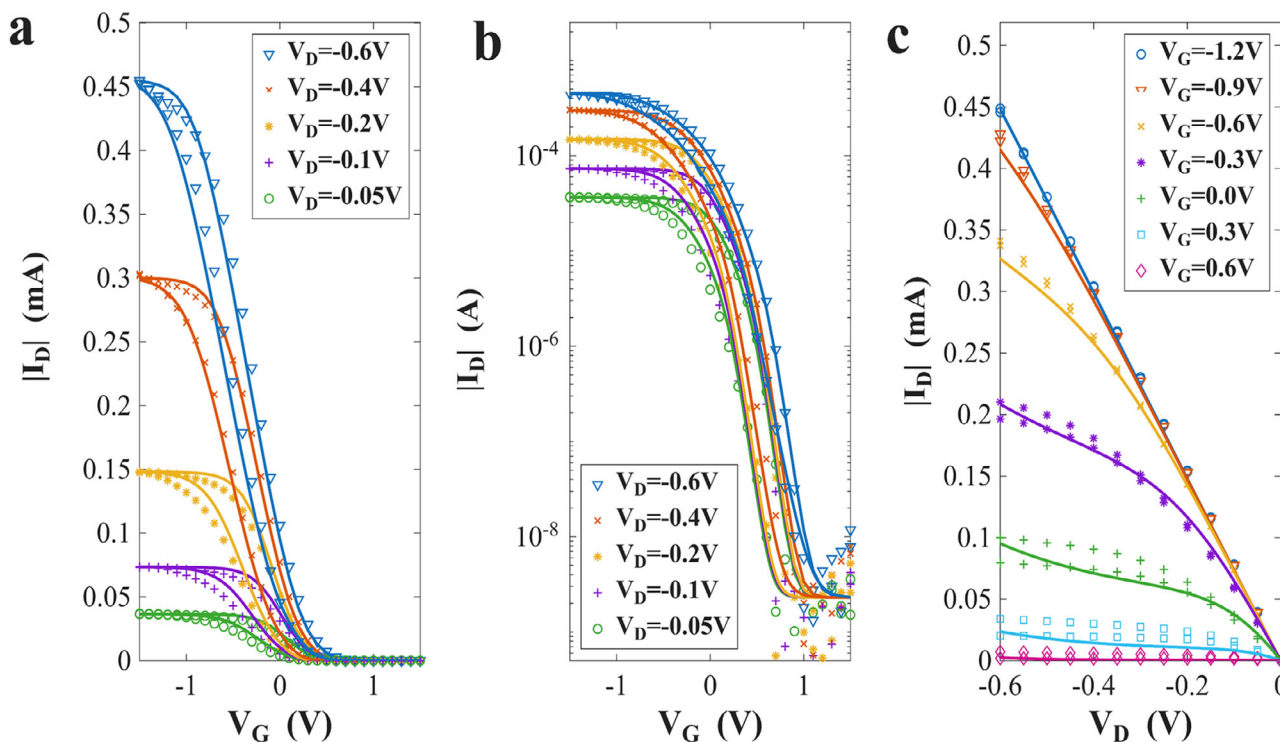 a
V_D=-0.6V
V_D=-0.4V
V_D=-0.2V
V_D=-0.1V
V_D=-0.05V
0.5
0.45
0.4
0.35
0.3
0.25
0.2
0.15
0.1
0.05
0
|I_D| (mA)
-1
0
1
V_G (V)
b
10^-4
10^-6
10^-8
|I_D| (A)
V_D=-0.6V
V_D=-0.4V
V_D=-0.2V
V_D=-0.1V
V_D=-0.05V
-1
0
1
V_G (V)
c
V_G=-1.2V
V_G=-0.9V
V_G=-0.6V
V_G=-0.3V
V_G=0.0V
V_G=0.3V
V_G=0.6V
0.5
0.45
0.4
0.35
0.3
0.25
0.2
0.15
0.1
0.05
0
|I_D| (mA)
-0.6
-0.4
-0.2
0
V_D (V)